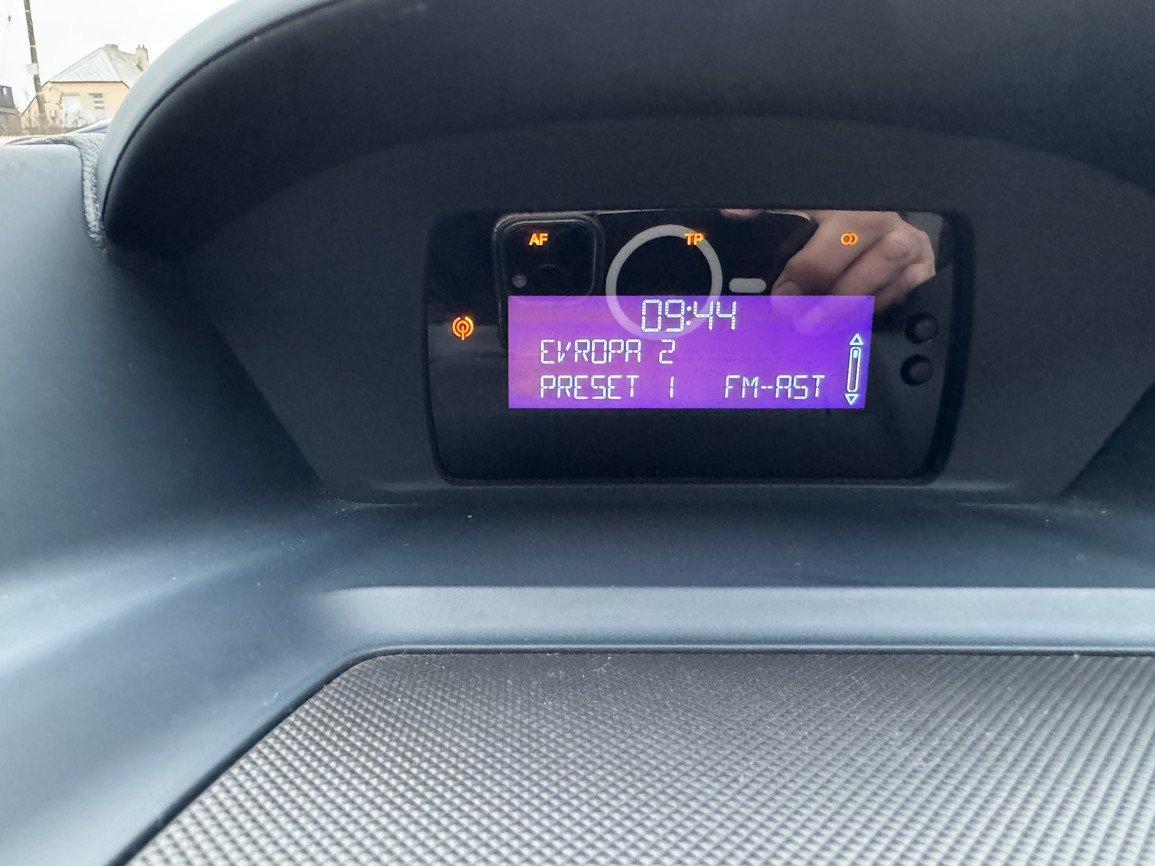 AF TP
09:44
EVROPA 2
PRESET 1 FM-AST